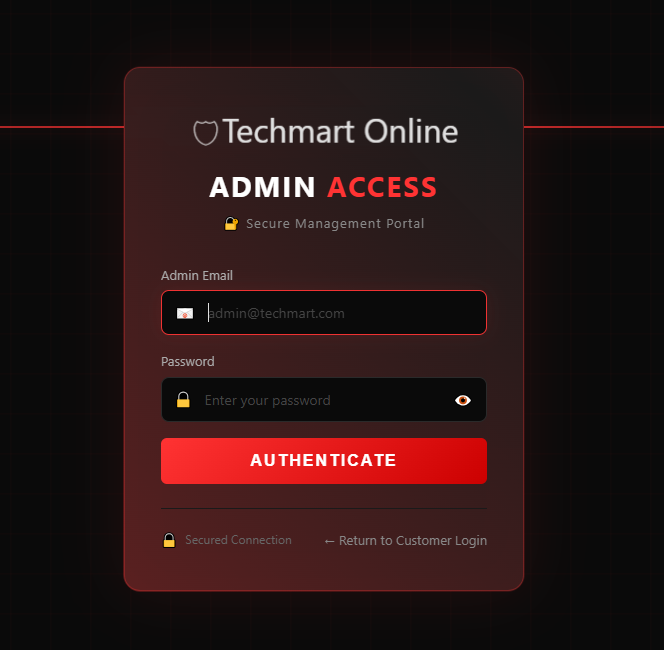 Techmart Online
ADMIN ACCESS
Secure Management Portal
Admin Email
admin@techmart.com
Password
Enter your password
AUTHENTICATE
Secured Connection
← Return to Customer Login